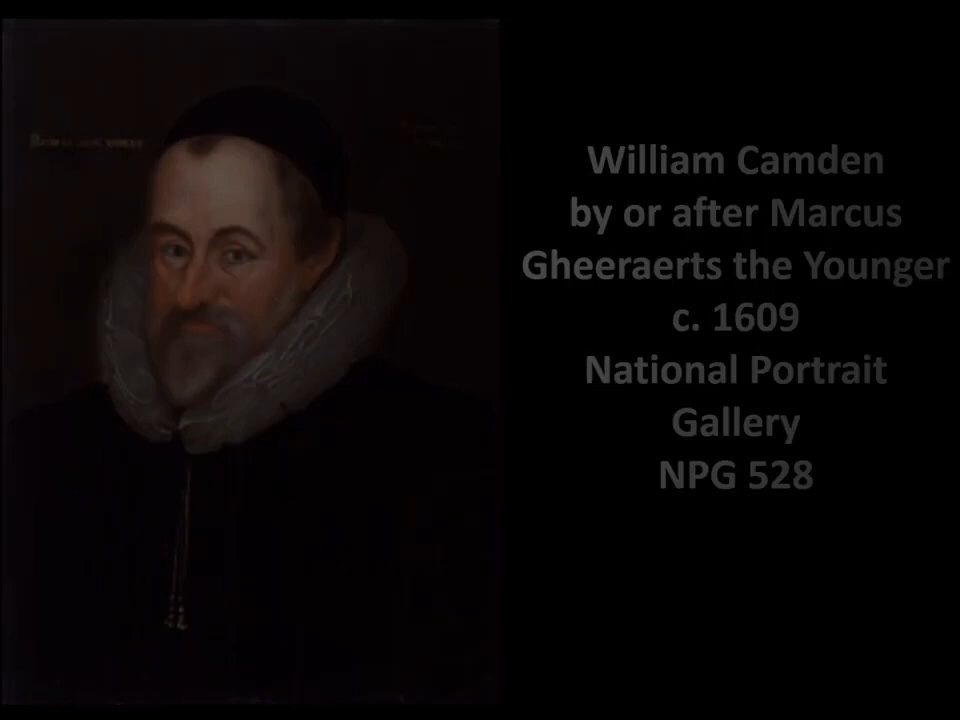 William Camden
by or after Marcus
Gheeraerts the Younger
c. 1609
National Portrait
Gallery
NPG 528